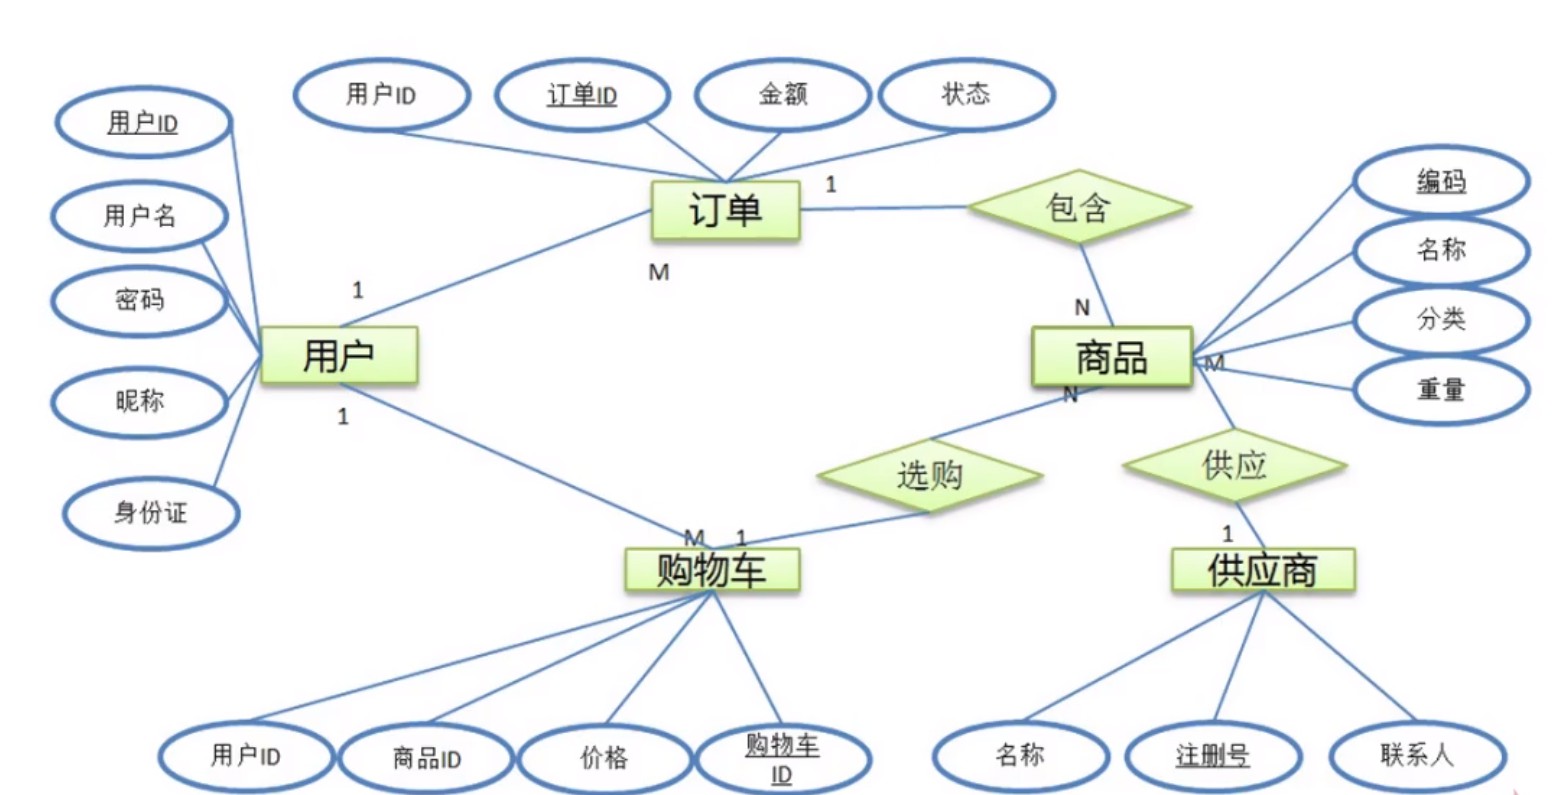 用户ID
订单ID
金额
状态
用户ID
用户名
密码
昵称
身份证
订单
1
包含
编码
名称
分类
重量
M
1
N
用户
商品
M
N
1
选购
供应
M
1
1
购物车
供应商
用户ID
商品ID
价格
购物车
ID
名称
注册号
联系人